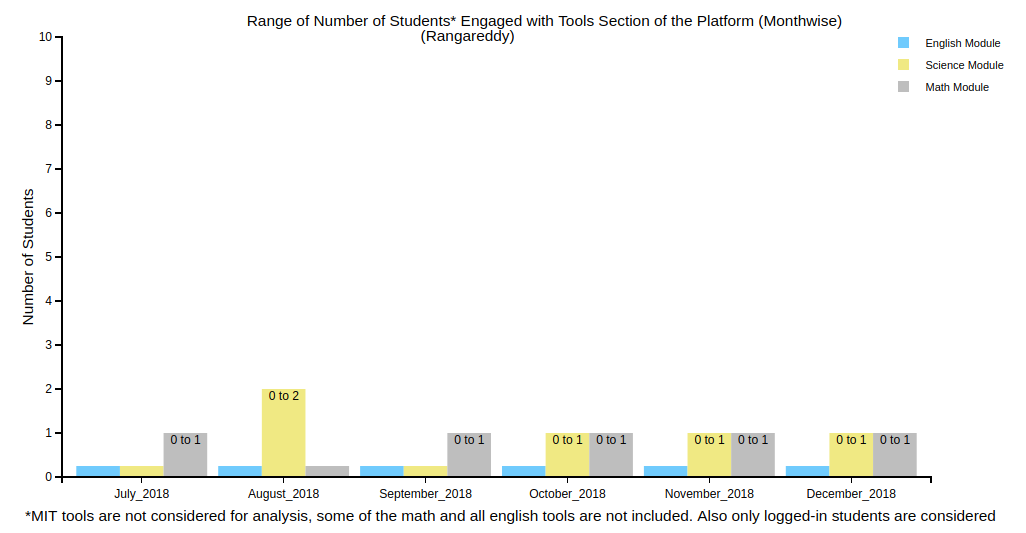 Range of Number of Students* Engaged with Tools Section of the Platform (Monthwise)
(Rangareddy)
English Module
Science Module
Math Module
Number of Students
10
9
8
7
6
5
4
3
2
1
0
0 to 1
0 to 2
0 to 1
0 to 1
0 to 1
0 to 1
0 to 1
0 to 1
0 to 1
July_2018
August_2018
September_2018
October_2018
November_2018
December_2018
*MIT tools are not considered for analysis, some of the math and all english tools are not included. Also only logged-in students are considered